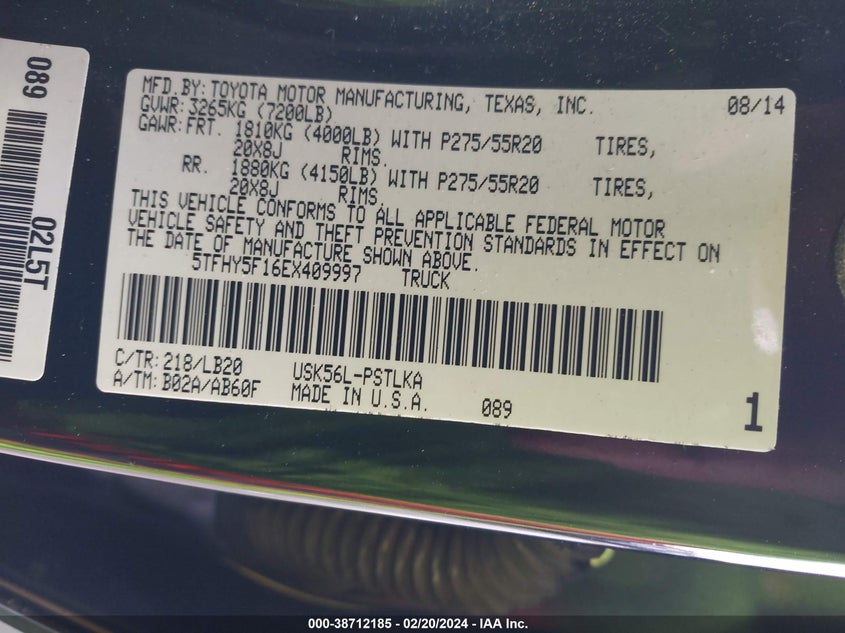 089
02L5T
MFD.BY:TOYOTA MOTOR MANUFACTURING, TEXAS, INC. 08/14
GVWR:3265KG (7200LB)
GAWR:FRT. 1810KG (4000LB) WITH P275/55R20 TIRES,
20X8J RIMS.
RR. 1880KG (4150LB) WITH P275/55R20 TIRES,
20X8J RIMS.
THIS VEHICLE CONFORMS TO ALL APPLICABLE FEDERAL MOTOR
VEHICLE SAFETY AND THEFT PREVENTION STANDARDS IN EFFECT ON
THE DATE OF MANUFACTURE SHOWN ABOVE.
5TFHY5F16EX409997 TRUCK
C/TR:218/LB20 USK56L-PSTLKA
A/TM:B02A/AB60F MADE IN U.S.A. 089 1
000-38712185 - 02/20/2024 - IAA Inc.